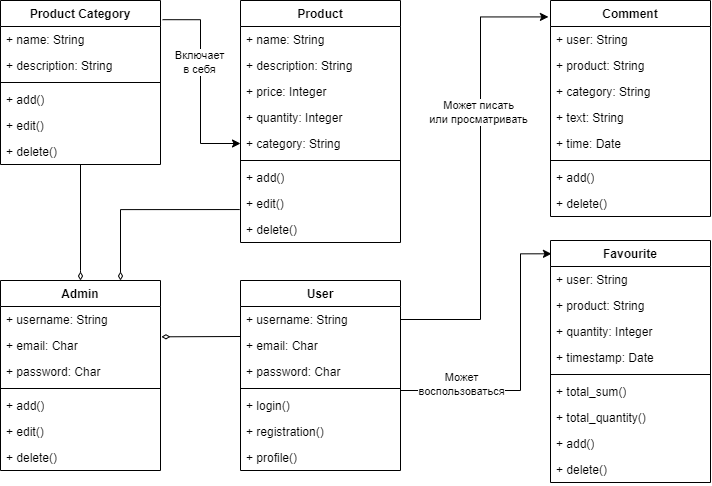 Product Category
+ name: String
+ description: String
+ add()
+ edit()
+ delete()
Включает
в себя
Product
+ name: String
+ description: String
+ price: Integer
+ quantity: Integer
+ category: String
+ add()
+ edit()
+ delete()
Может писать
или просматривать
Comment
+ user: String
+ product: String
+ category: String
+ text: String
+ time: Date
+ add()
+ delete()
Admin
+ username: String
+ email: Char
+ password: Char
+ add()
+ edit()
+ delete()
User
+ username: String
+ email: Char
+ password: Char
+ login()
+ registration()
+ profile()
Может
воспользоваться
Favourite
+ user: String
+ product: String
+ quantity: Integer
+ timestamp: Date
+ total_sum()
+ total_quantity()
+ add()
+ delete()